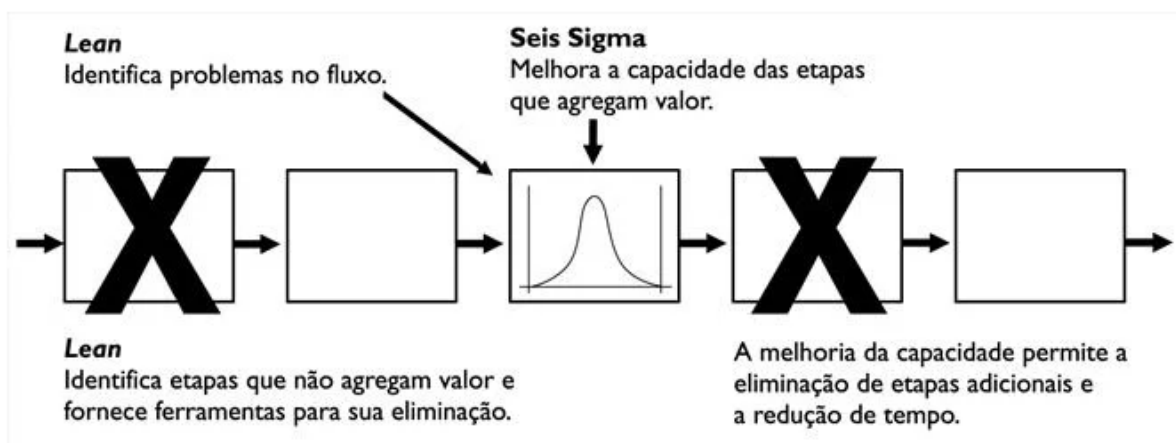 Lean
Identifica problemas no fluxo.
Seis Sigma
Melhora a capacidade das etapas
que agregam valor.
X
X
Lean
Identifica etapas que não agregam valor e
fornece ferramentas para sua eliminação.
A melhoria da capacidade permite a
eliminação de etapas adicionais e
a redução de tempo.